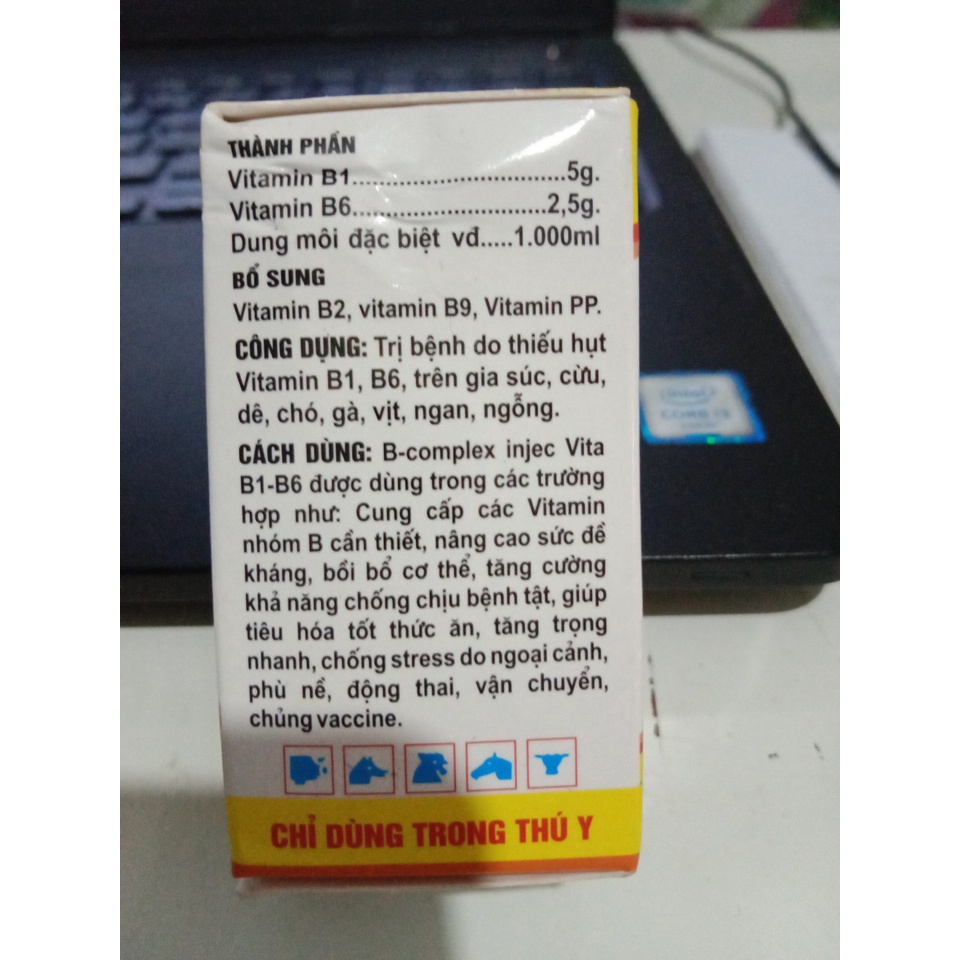 THÀNH PHẦN
Vitamin B1................................5g.
Vitamin B6.............................2,5g.
Dung môi đặc biệt vđ.....1.000ml
BỔ SUNG
Vitamin B2, vitamin B9, Vitamin PP.
CÔNG DỤNG: Trị bệnh do thiếu hụt
Vitamin B1, B6, trên gia súc, cừu,
dê, chó, gà, vịt, ngan, ngỗng.
CÁCH DÙNG: B-complex injec Vita
B1-B6 được dùng trong các trường
hợp như: Cung cấp các Vitamin
nhóm B cần thiết, nâng cao sức đề
kháng, bồi bổ cơ thể, tăng cường
khả năng chống chịu bệnh tật, giúp
tiêu hóa tốt thức ăn, tăng trọng
nhanh, chống stress do ngoại cảnh,
phù nề, động thai, vận chuyển,
chủng vaccine.
CHỈ DÙNG TRONG THÚ Y
intel
CORE i3